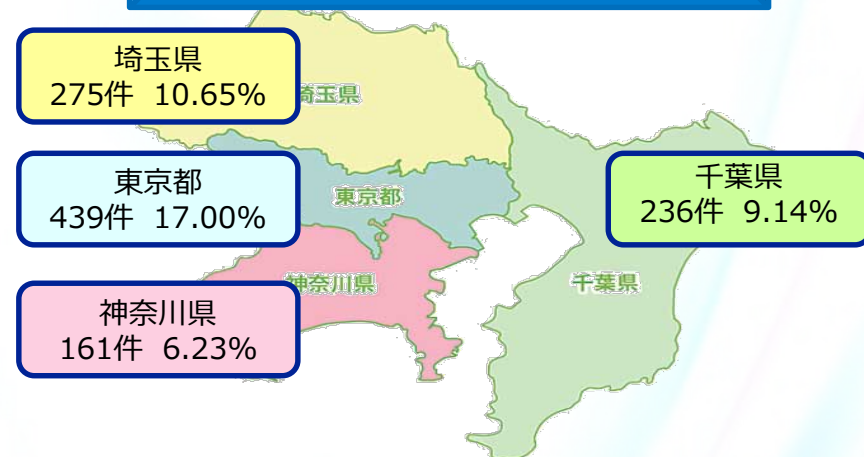 埼玉県
275件 10.65%
埼玉県
東京都
439件 17.00%
東京都
千葉県
236件 9.14%
神奈川県
161件 6.23%
神奈川県
千葉県